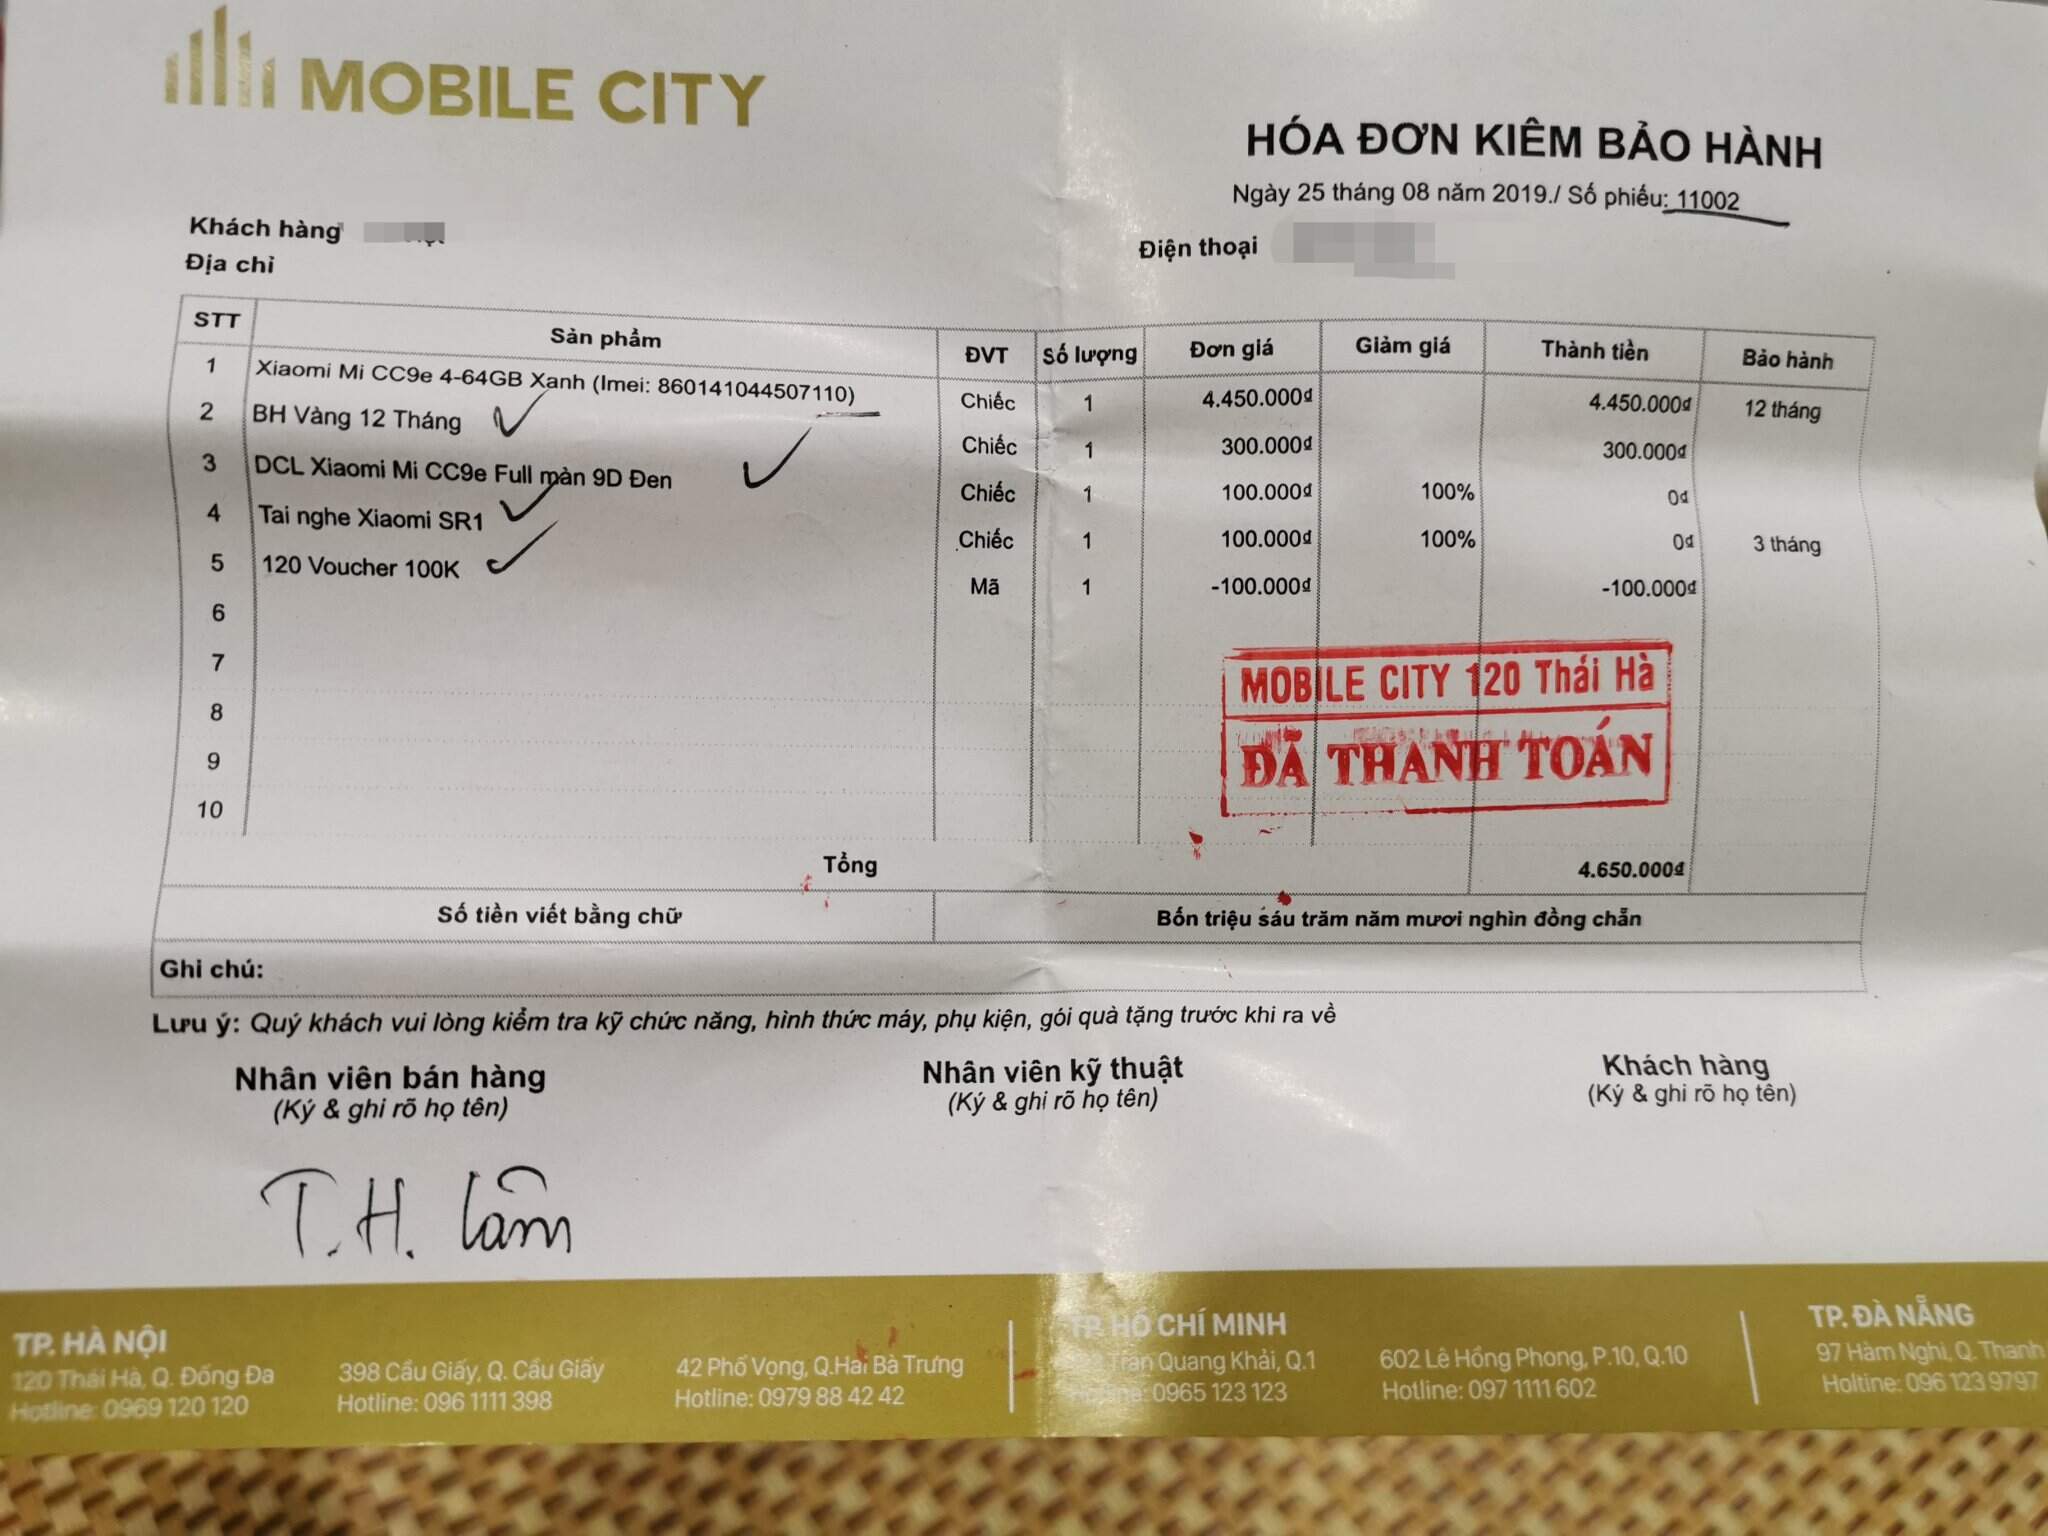 MOBILE CITY
HÓA ĐƠN KIÊM BẢO HÀNH
Ngày 25 tháng 08 năm 2019./ Số phiếu: 11002
Khách hàng
Điện thoại
Địa chỉ
STT Sản phẩm ĐVT Số lượng Đơn giá Giảm giá Thành tiền Bảo hành
1 Xiaomi Mi CC9e 4-64GB Xanh (Imei: 860141044507110) Chiếc 1 4.450.000đ 4.450.000đ 12 tháng
2 BH Vàng 12 Tháng Chiếc 1 300.000đ 300.000đ
3 DCL Xiaomi Mi CC9e Full màn 9D Đen Chiếc 1 100.000đ 100% 0đ
4 Tai nghe Xiaomi SR1 Chiếc 1 100.000đ 100% 0đ 3 tháng
5 120 Voucher 100K Mã 1 -100.000đ -100.000đ
6
7
8
9
10
MOBILE CITY 120 Thái Hà
ĐÃ THANH TOÁN
Tổng 4.650.000đ
Số tiền viết bằng chữ Bốn triệu sáu trăm năm mươi nghìn đồng chẵn
Ghi chú:
Lưu ý: Quý khách vui lòng kiểm tra kỹ chức năng, hình thức máy, phụ kiện, gói quà tặng trước khi ra về
Nhân viên bán hàng Nhân viên kỹ thuật Khách hàng
(Ký & ghi rõ họ tên) (Ký & ghi rõ họ tên) (Ký & ghi rõ họ tên)
T.H. Lâm
TP. HÀ NỘI TP. HỒ CHÍ MINH TP. ĐÀ NẴNG
120 Thái Hà, Q. Đống Đa 398 Cầu Giấy, Q. Cầu Giấy 42 Phố Vọng, Q.Hai Bà Trưng Trần Quang Khải, Q.1 602 Lê Hồng Phong, P.10, Q.10 97 Hàm Nghi, Q. Thanh
Hotline: 0969 120 120 Hotline: 096 1111 398 Hotline: 0979 88 42 42 Hotline: 0965 123 123 Hotline: 097 1111 602 Holtine: 096 123 9797